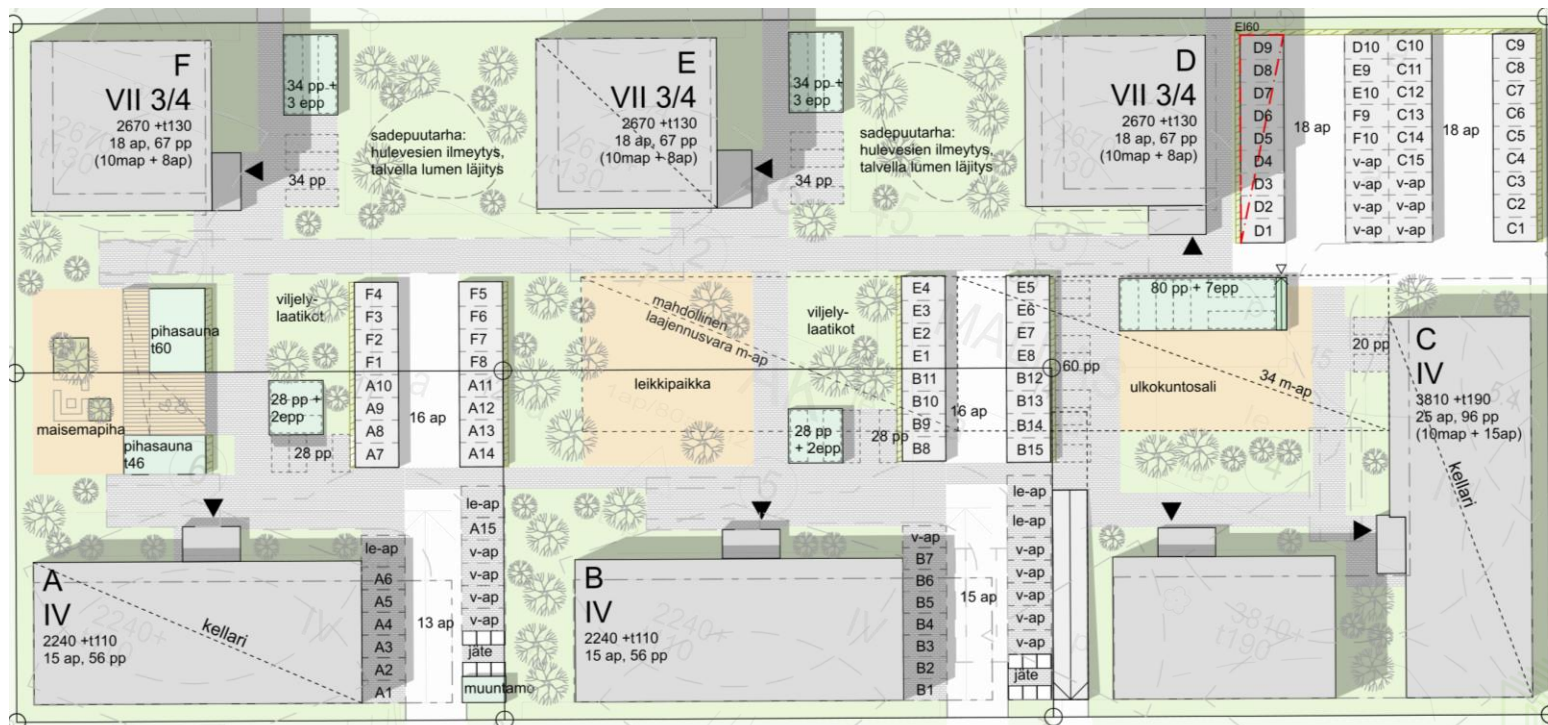 F
VII 3/4
2670 +t130
18 ap, 67 pp
(10map + 8ap)
34 pp +
3 epp
34 pp
sadepuutarha:
hulevesien ilmeytys,
talvella lumen läjitys
E
VII 3/4
2670 +t130
18 ap, 67 pp
(10map + 8ap)
34 pp +
3 epp
34 pp
sadepuutarha:
hulevesien ilmeytys,
talvella lumen läjitys
D
VII 3/4
2670 +t130
18 ap, 67 pp
(10map + 8ap)
EI60
D9
D8
D7
D6
D5
D4
D3
D2
D1
18 ap
D10 C10
E9 C11
E10 C12
F9 C13
F10 C14
v-ap C15
v-ap v-ap
v-ap v-ap
v-ap v-ap
18 ap
C9
C8
C7
C6
C5
C4
C3
C2
C1
1
2
3
pihasauna
t60
maisemapiha
pihasauna
t46
viljely-
laatikot
28 pp +
2epp
28 pp
F4
F3
F2
F1
A10
A9
A8
A7
16 ap
F5
F6
F7
F8
A11
A12
A13
A14
mahdollinen
laajennusvara m-ap
leikkipaikka
viljely-
laatikot
28 pp
+ 2epp
28 pp
E4
E3
E2
E1
B11
B10
B9
B8
16 ap
E5
E6
E7
E8
B12
B13
B14
B15
60 pp
80 pp + 7epp
ulkokuntosali
34 m-ap
20 pp
C
IV
3810 +t190
25 ap, 96 pp
(10map + 15ap)
kellari
6
5
4
A
IV
2240 +t110
15 ap, 56 pp
kellari
le-ap
A6
A5
A4
A3
A2
A1
13 ap
le-ap
A15
v-ap
v-ap
v-ap
v-ap
jäte
muuntamo
B
IV
2240 +t110
15 ap, 56 pp
v-ap
B7
B6
B5
B4
B3
B2
B1
15 ap
le-ap
le-ap
v-ap
v-ap
v-ap
v-ap
v-ap
jäte
3810+
t190